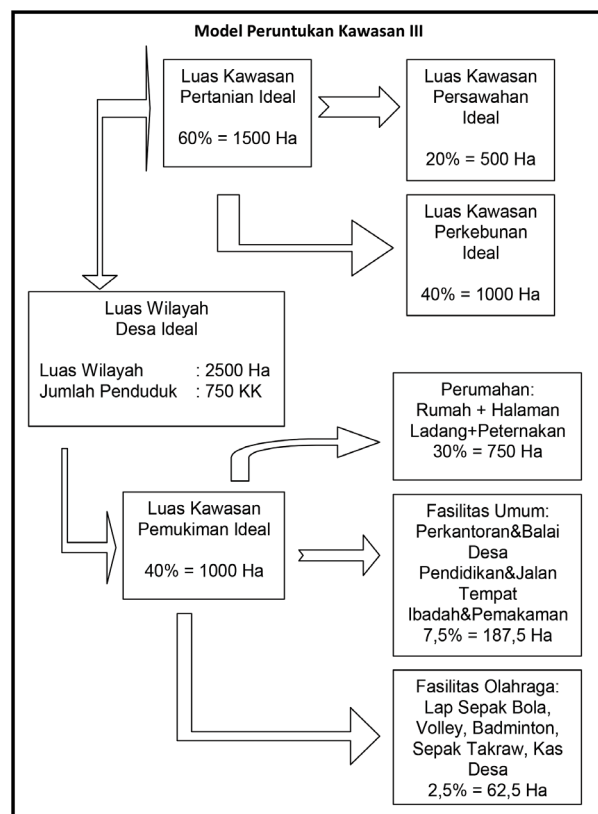 Model Peruntukan Kawasan III
Luas Kawasan
Pertanian Ideal
60% = 1500 Ha
Luas Kawasan
Persawahan
Ideal
20% = 500 Ha
Luas Kawasan
Perkebunan
Ideal
40% = 1000 Ha
Luas Wilayah
Desa Ideal
Luas Wilayah : 2500 Ha
Jumlah Penduduk : 750 KK
Perumahan:
Rumah + Halaman
Ladang+Peternakan
30% = 750 Ha
Luas Kawasan
Pemukiman Ideal
40% = 1000 Ha
Fasilitas Umum:
Perkantoran&Balai
Desa
Pendidikan&Jalan
Tempat
Ibadah&Pemakaman
7,5% = 187,5 Ha
Fasilitas Olahraga:
Lap Sepak Bola,
Volley, Badminton,
Sepak Takraw, Kas
Desa
2,5% = 62,5 Ha